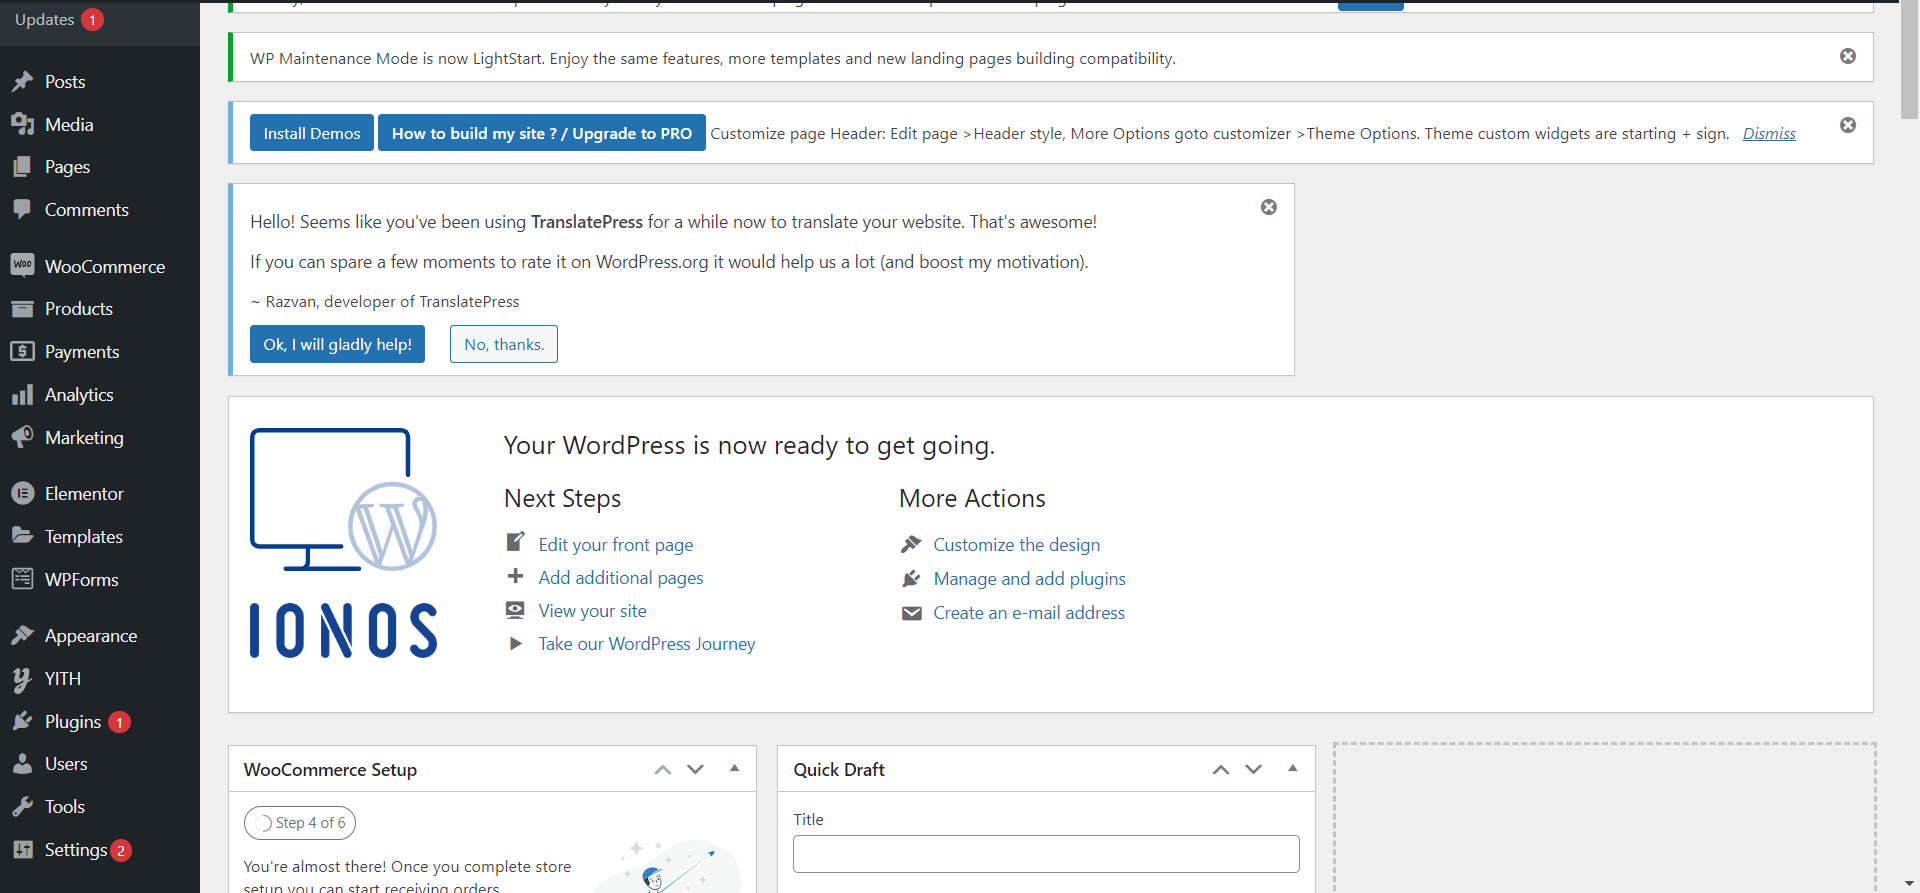 Updates 1
Posts
Media
Pages
Comments
WooCommerce
Products
Payments
Analytics
Marketing
Elementor
Templates
WPForms
Appearance
YITH
Plugins 1
Users
Tools
Settings 2
WP Maintenance Mode is now LightStart. Enjoy the same features, more templates and new landing pages building compatibility.
Install Demos How to build my site ? / Upgrade to PRO Customize page Header: Edit page >Header style, More Options goto customizer >Theme Options. Theme custom widgets are starting + sign. Dismiss
Hello! Seems like you've been using TranslatePress for a while now to translate your website. That's awesome!
If you can spare a few moments to rate it on WordPress.org it would help us a lot (and boost my motivation).
~ Razvan, developer of TranslatePress
Ok, I will gladly help! No, thanks.
IONOS
Your WordPress is now ready to get going.
Next Steps
Edit your front page
Add additional pages
View your site
Take our WordPress Journey
More Actions
Customize the design
Manage and add plugins
Create an e-mail address
WooCommerce Setup
Step 4 of 6
You're almost there! Once you complete store
setup you can start receiving orders
Quick Draft
Title